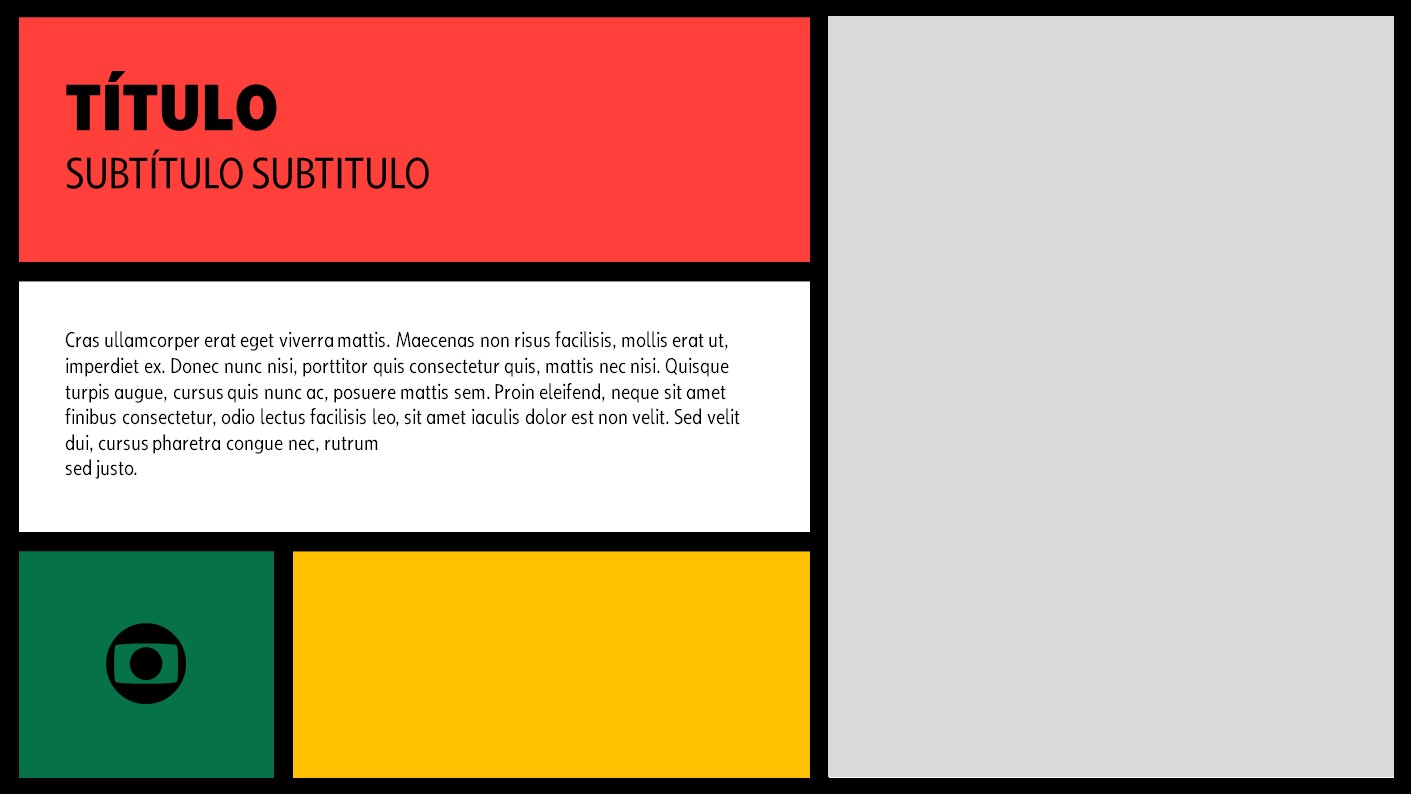 TÍTULO
SUBTÍTULO SUBTITULO
Cras ullamcorper erat eget viverra mattis. Maecenas non risus facilisis, mollis erat ut,
imperdiet ex. Donec nunc nisi, porttitor quis consectetur quis, mattis nec nisi. Quisque
turpis augue, cursus quis nunc ac, posuere mattis sem. Proin eleifend, neque sit amet
finibus consectetur, odio lectus facilisis leo, sit amet iaculis dolor est non velit. Sed velit
dui, cursus pharetra congue nec, rutrum
sed justo.